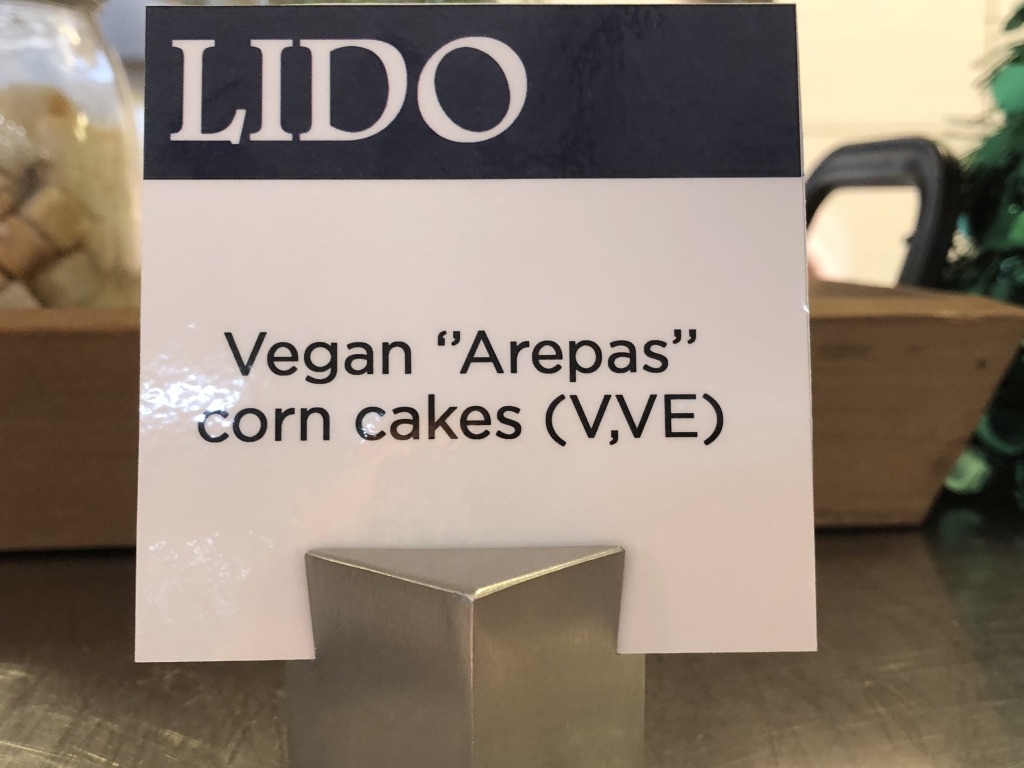 LIDO
Vegan “Arepas”
corn cakes (V,VE)